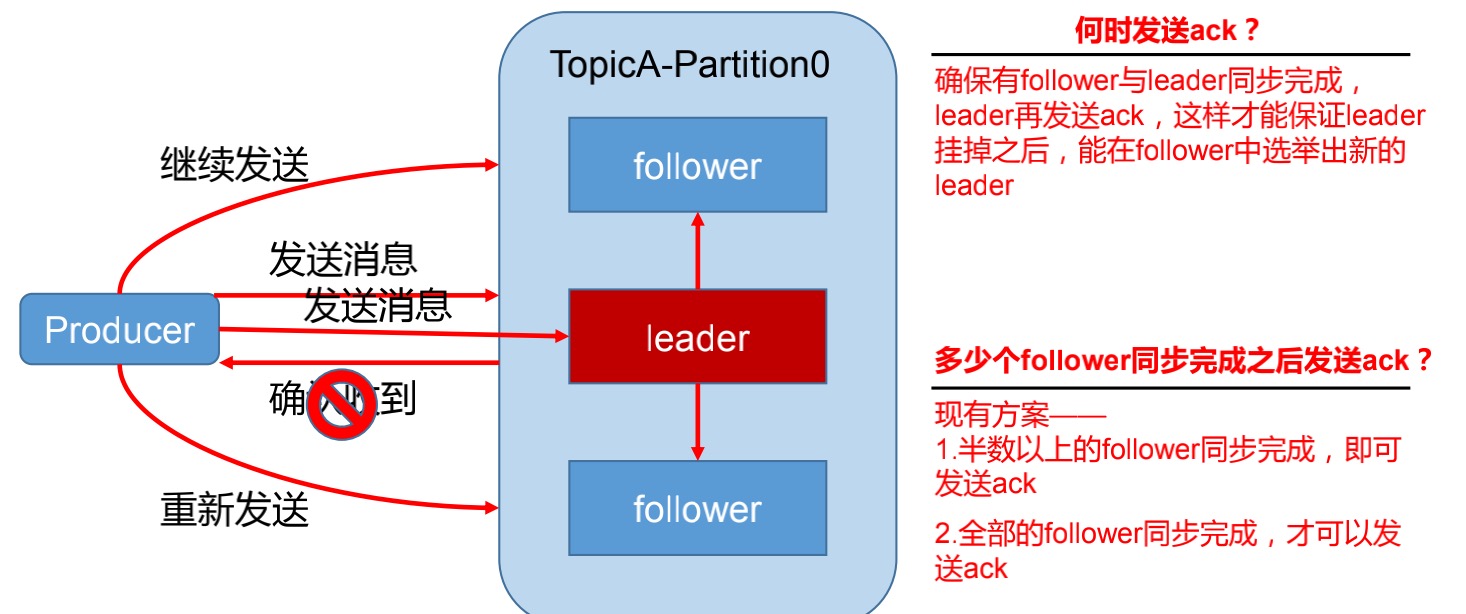 TopicA-Partition0
继续发送
follower
发送消息
发送消息
Producer
leader
确认收到
重新发送
follower
何时发送ack？
确保有follower与leader同步完成，
leader再发送ack，这样才能保证leader
挂掉之后，能在follower中选举出新的
leader
多少个follower同步完成之后发送ack？
现有方案——
1.半数以上的follower同步完成，即可
发送ack
2.全部的follower同步完成，才可以发
送ack